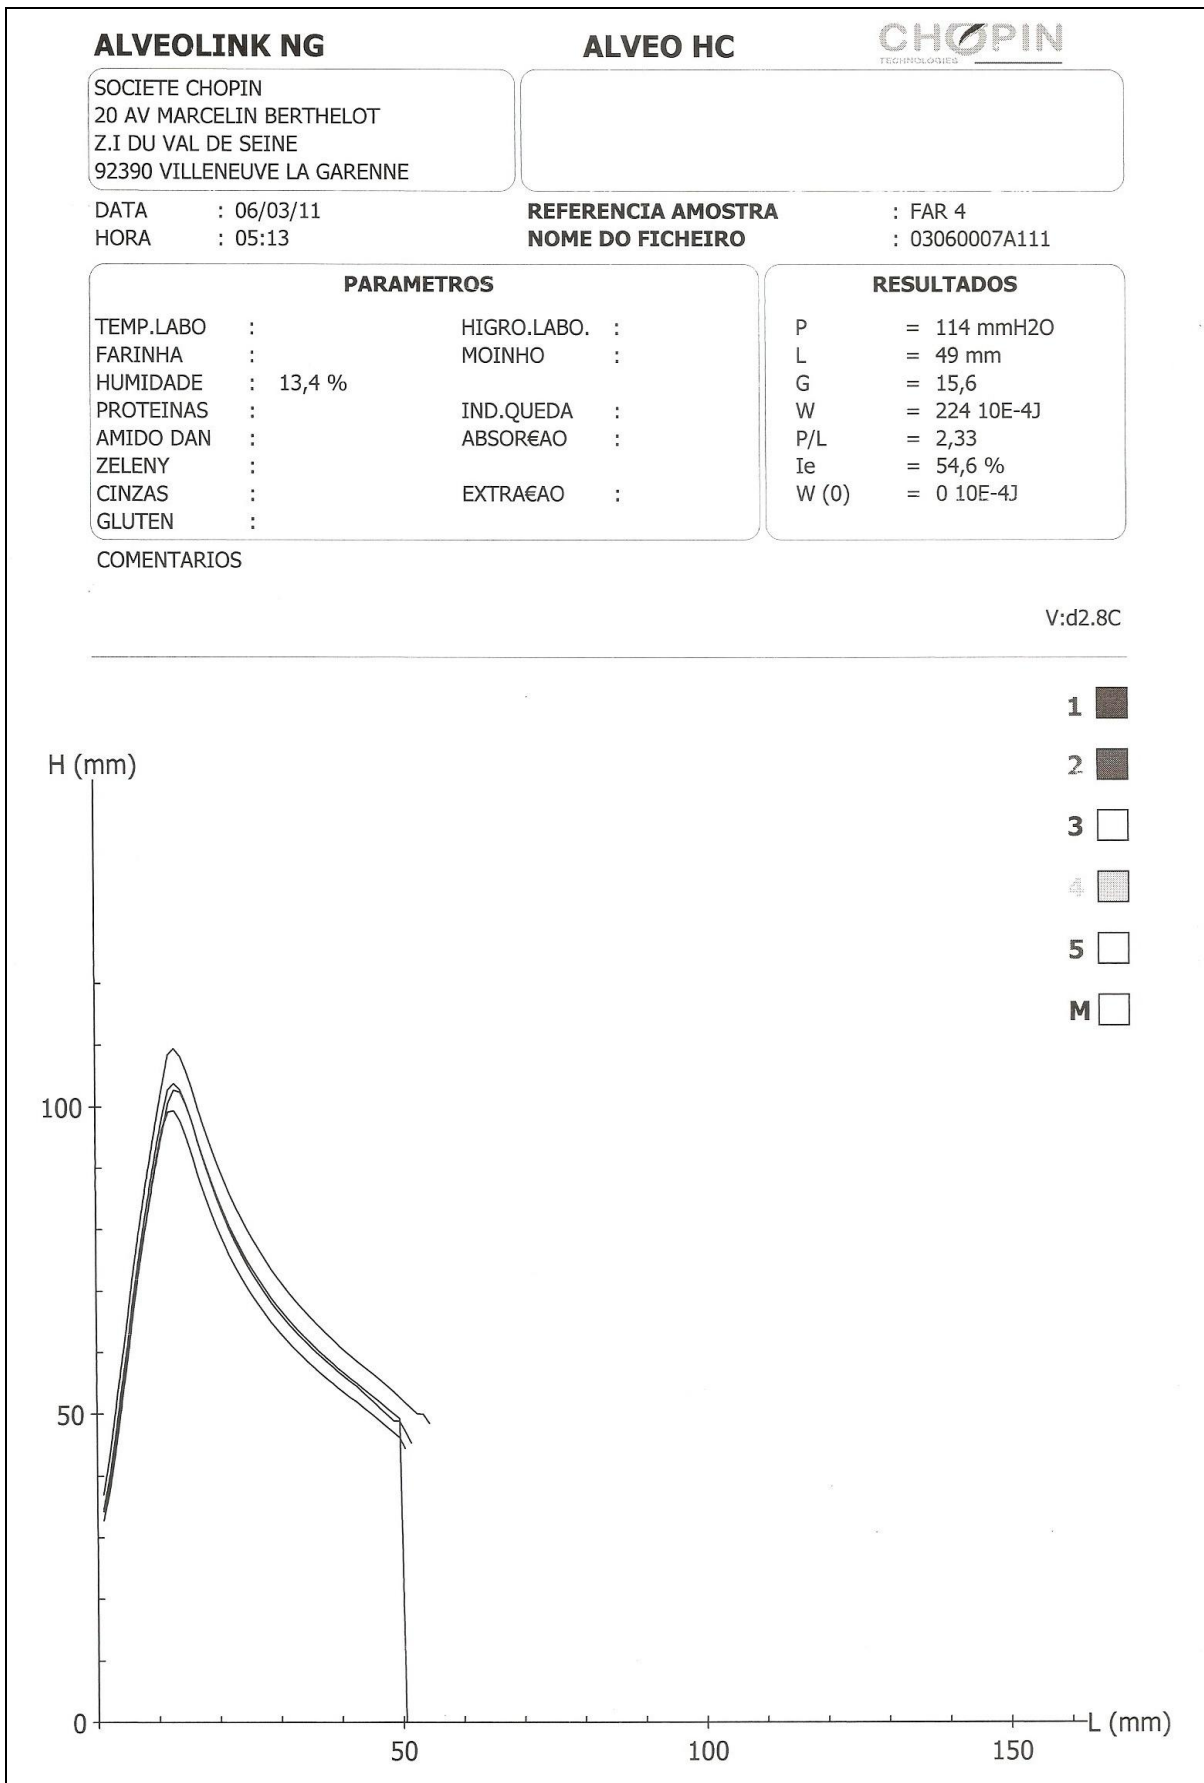 ALVEOLINK NG ALVEO HC CHOPIN
TECHNOLOGIES
SOCIETE CHOPIN
20 AV MARCELIN BERTHELOT
Z.I DU VAL DE SEINE
92390 VILLENEUVE LA GARENNE
DATA : 06/03/11 REFERENCIA AMOSTRA : FAR 4
HORA : 05:13 NOME DO FICHEIRO : 03060007A111
PARAMETROS
TEMP.LABO : HIGRO.LABO. :
FARINHA : MOINHO :
HUMIDADE : 13,4 %
PROTEINAS : IND.QUEDA :
AMIDO DAN : ABSOR€AO :
ZELENY :
CINZAS : EXTRA€AO :
GLUTEN :
RESULTADOS
P = 114 mmH2O
L = 49 mm
G = 15,6
W = 224 10E-4J
P/L = 2,33
Ie = 54,6 %
W (0) = 0 10E-4J
COMENTARIOS
V:d2.8C
1
2
3
4
5
M
H (mm)
100
50
0
50 100 150
L (mm)